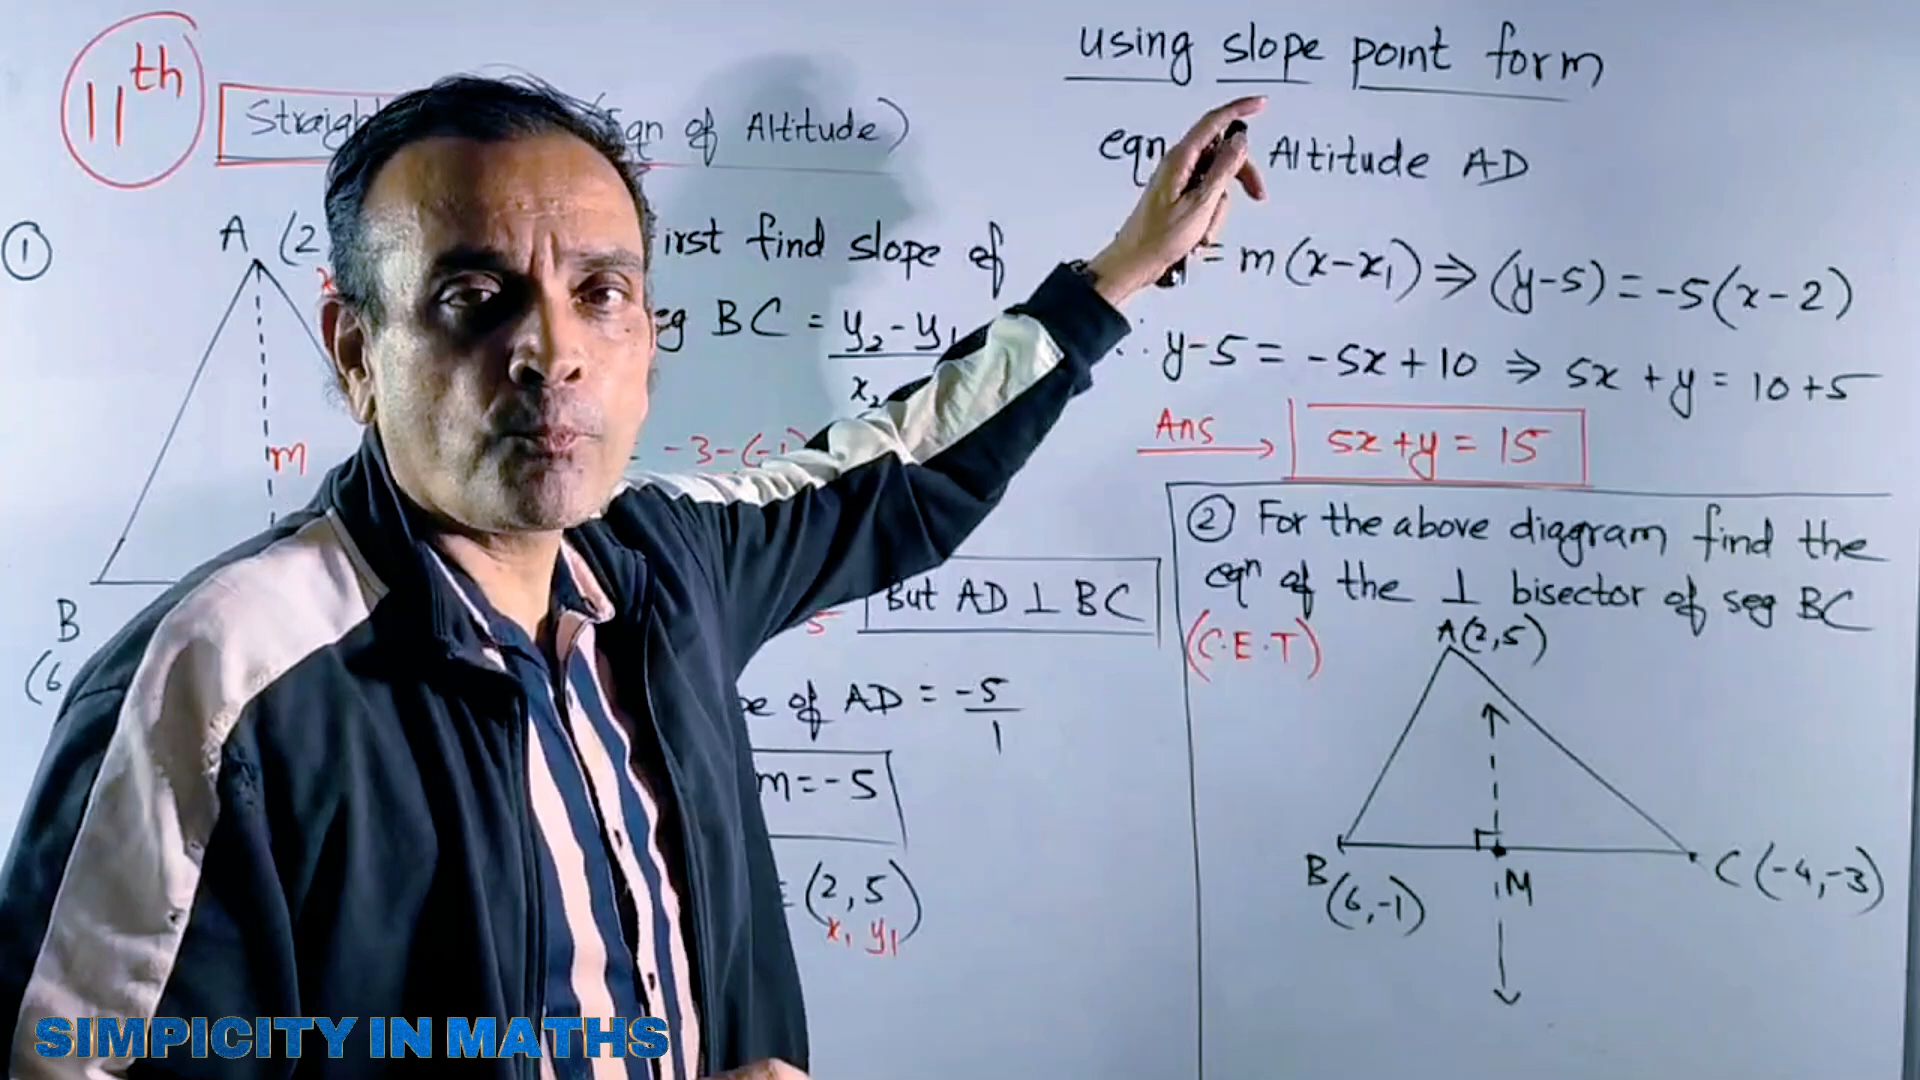 11th
Straigh (Eqn of Altitude)
1
A (2
irst find slope of
eg BC = y2-y1
x2
-3-(-1)
m
B
(6
5
But AD ⊥ BC
pe of AD = -5
1
m=-5
= (2,5)
x1 y1
using slope point form
eqn Altitude AD
= m(x-x1) ⇒ (y-5) = -5(x-2)
∴ y-5 = -5x+10 ⇒ 5x+y = 10+5
Ans → 5x+y = 15
2 For the above diagram find the
eqn of the ⊥ bisector of seg BC
(C.E.T)
A(2,5)
B
(6,-1)
M
C (-4,-3)
SIMPICITY IN MATHS